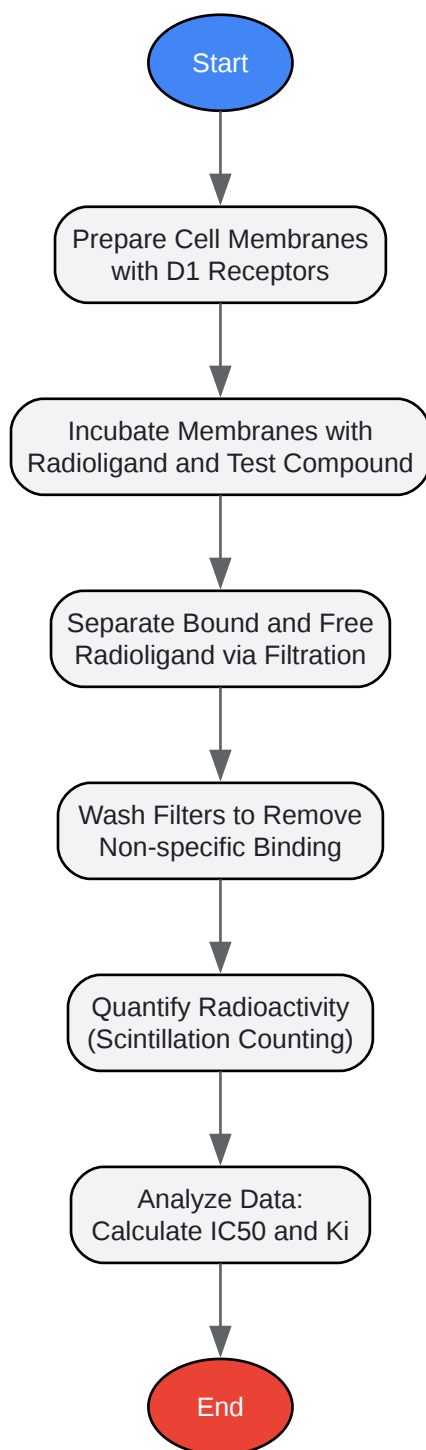 Start
Prepare Cell Membranes
with D1 Receptors
Incubate Membranes with
Radioligand and Test Compound
Separate Bound and Free
Radioligand via Filtration
Wash Filters to Remove
Non-specific Binding
Quantify Radioactivity
(Scintillation Counting)
Analyze Data:
Calculate IC50 and Ki
End